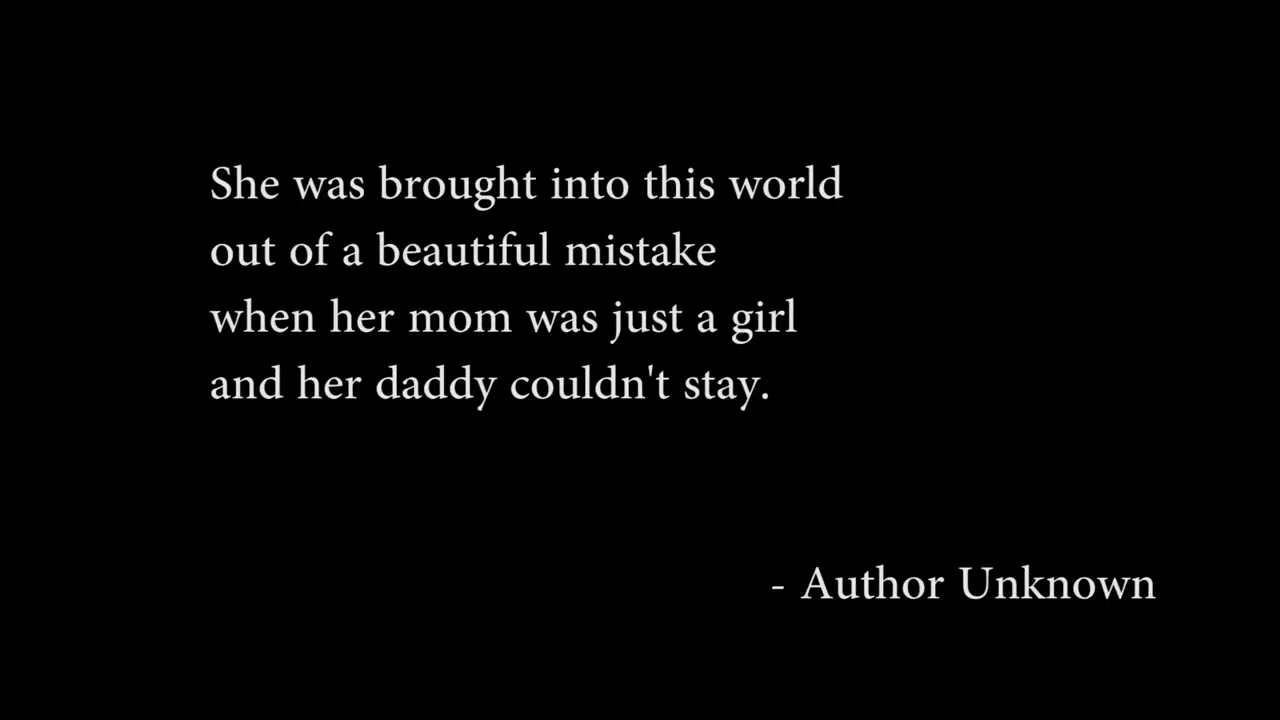 She was brought into this world
out of a beautiful mistake
when her mom was just a girl
and her daddy couldn't stay.
- Author Unknown